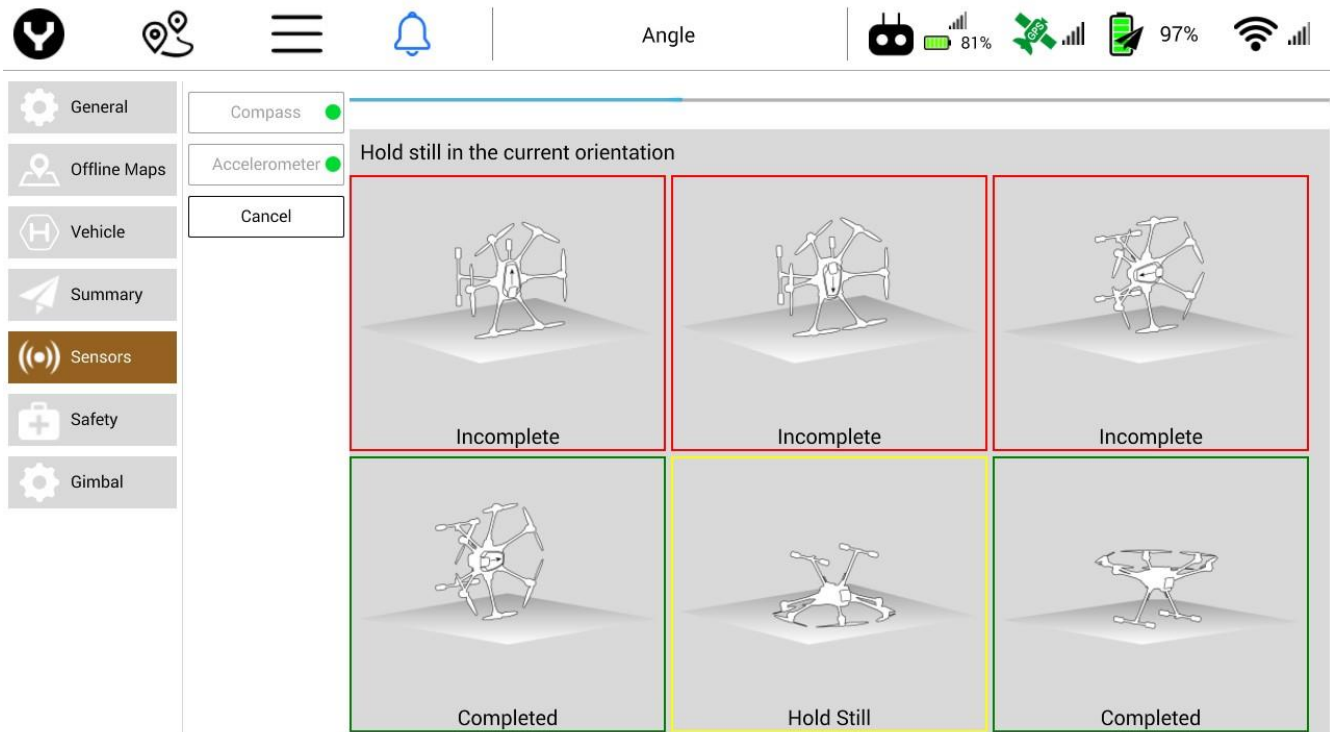 Angle
81%
GPS
97%
General
Offline Maps
Vehicle
Summary
Sensors
Safety
Gimbal
Compass
Accelerometer
Cancel
Hold still in the current orientation
Incomplete
Incomplete
Incomplete
Completed
Hold Still
Completed